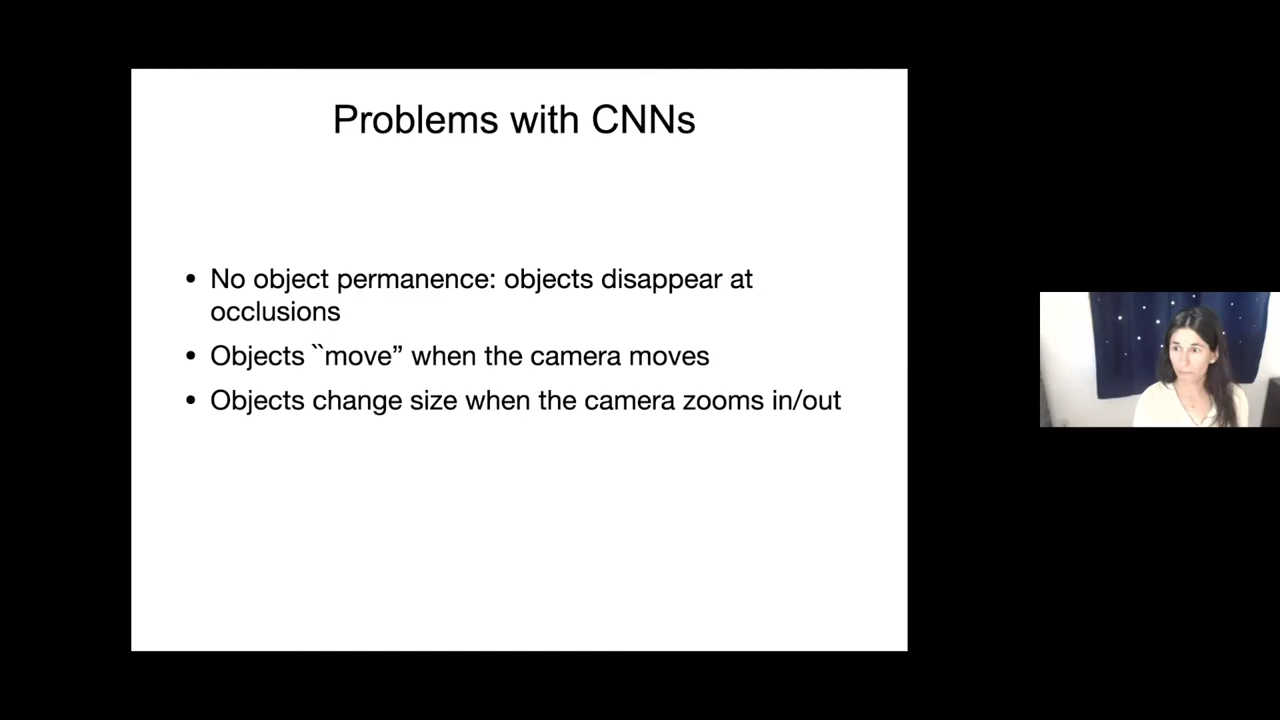 Problems with CNNs
• No object permanence: objects disappear at
occlusions
• Objects ``move” when the camera moves
• Objects change size when the camera zooms in/out